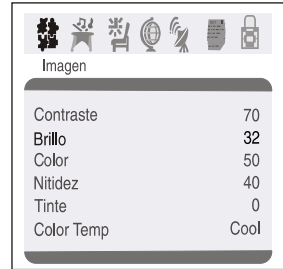 Imagen
Contraste 70
Brillo 32
Color 50
Nitidez 40
Tinte 0
Color Temp Cool